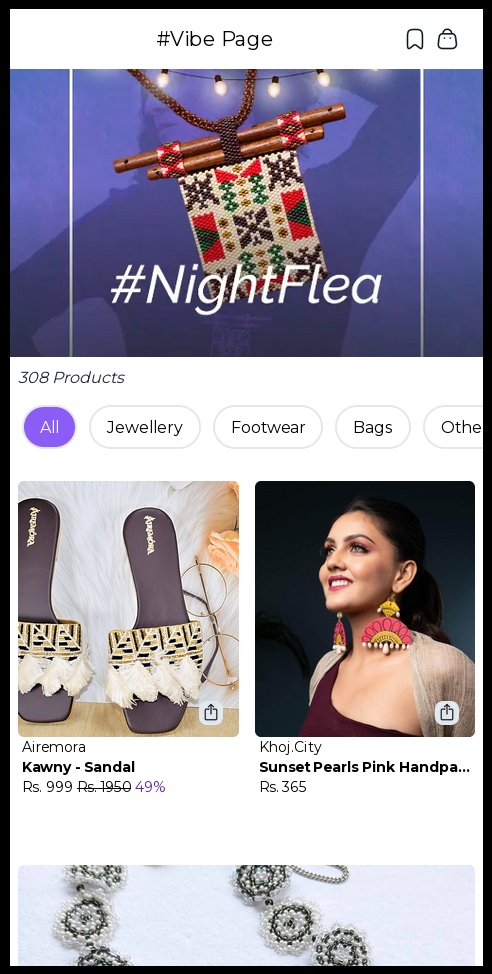 #Vibe Page
#NightFlea
308 Products
All
Jewellery
Footwear
Bags
Othe
Airemora
Kawny - Sandal
Rs. 999 Rs. 1950 49%
Khoj.City
Sunset Pearls Pink Handpa...
Rs. 365